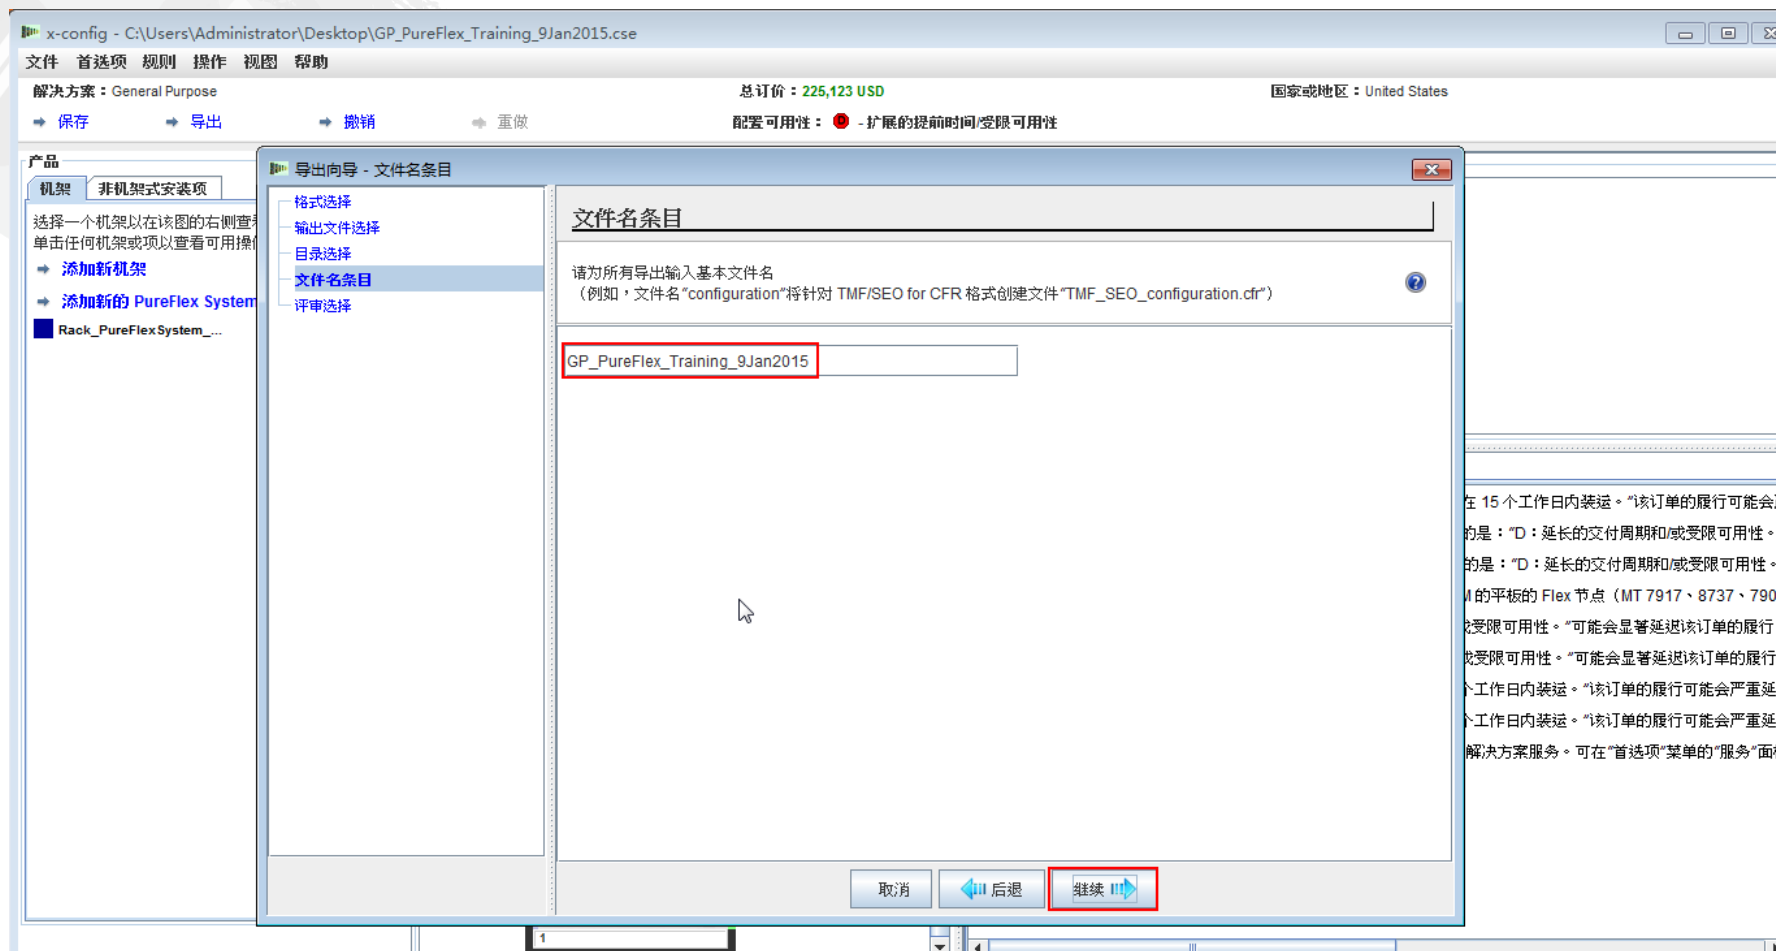 x-config - C:\Users\Administrator\Desktop\GP_PureFlex_Training_9Jan2015.cse
文件 首选项 规则 操作 视图 帮助
解决方案：General Purpose
总订价：225,123 USD
国家或地区：United States
保存 导出 撤销 重做
配置可用性： D - 扩展的提前时间/受限可用性
产品
机架 非机架式安装项
选择一个机架以在该图的右侧查
单击任何机架或项以查看可用操
添加新机架
添加新的 PureFlex System
Rack_PureFlexSystem_...
导出向导 - 文件名条目
格式选择
输出文件选择
目录选择
文件名条目
评审选择
文件名条目
请为所有导出输入基本文件名
（例如，文件名"configuration"将针对 TMF/SEO for CFR 格式创建文件"TMF_SEO_configuration.cfr"）
GP_PureFlex_Training_9Jan2015
取消 后退 继续
在 15 个工作日内装运。"该订单的履行可能会
的是："D：延长的交付周期和/或受限可用性。
的是："D：延长的交付周期和/或受限可用性。
的平板的 Flex 节点（MT 7917、8737、790
受限可用性。"可能会显著延迟该订单的履行
或受限可用性。"可能会显著延迟该订单的履行
个工作日内装运。"该订单的履行可能会严重延
个工作日内装运。"该订单的履行可能会严重延
解决方案服务。可在"首选项"菜单的"服务"面
1